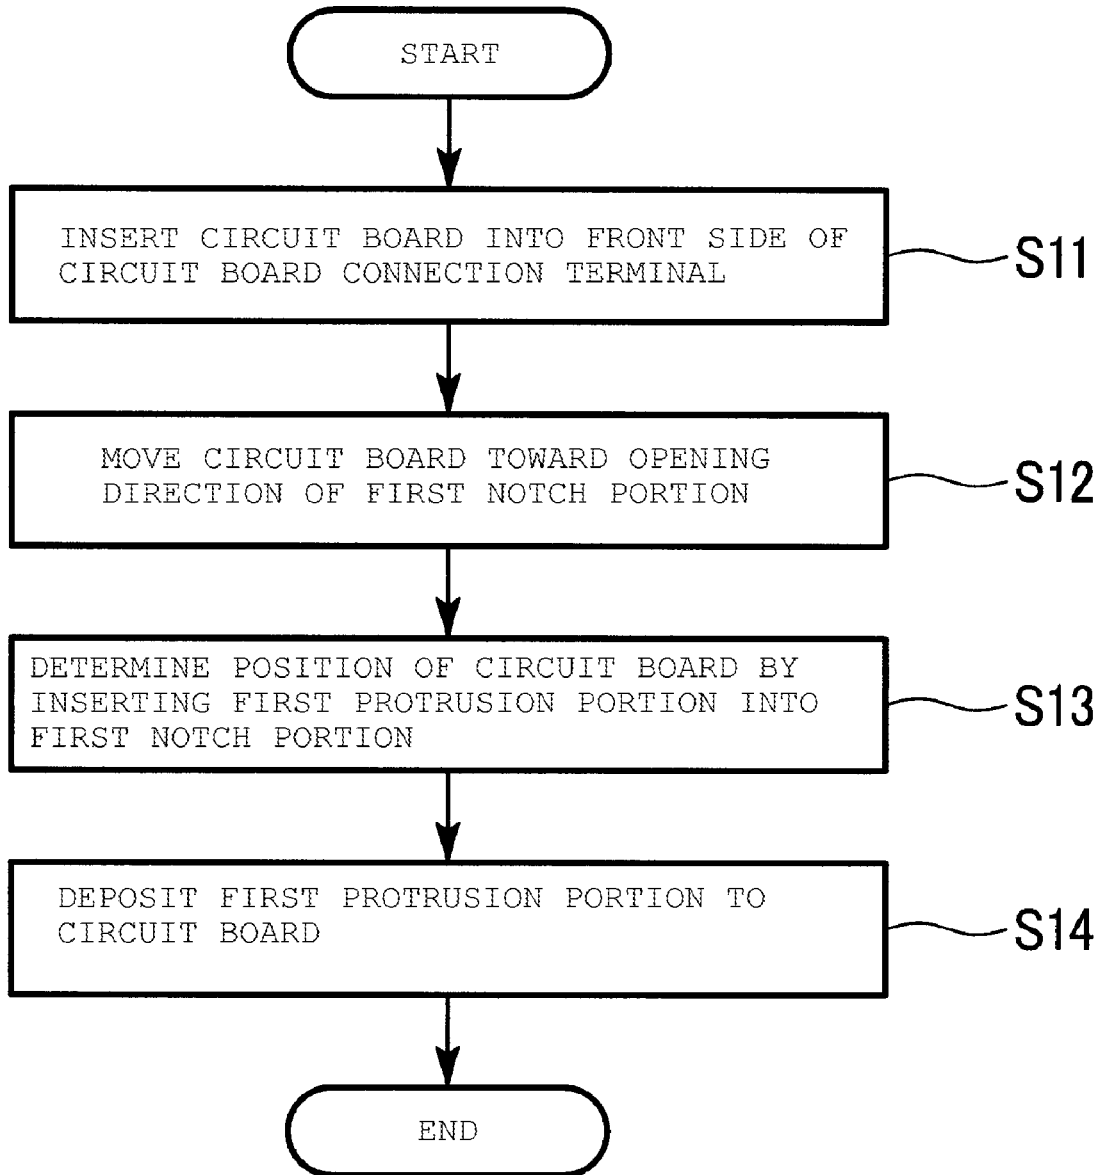 START
INSERT CIRCUIT BOARD INTO FRONT SIDE OF
CIRCUIT BOARD CONNECTION TERMINAL
S11
MOVE CIRCUIT BOARD TOWARD OPENING
DIRECTION OF FIRST NOTCH PORTION
S12
DETERMINE POSITION OF CIRCUIT BOARD BY
INSERTING FIRST PROTRUSION PORTION INTO
FIRST NOTCH PORTION
S13
DEPOSIT FIRST PROTRUSION PORTION TO
CIRCUIT BOARD
S14
END